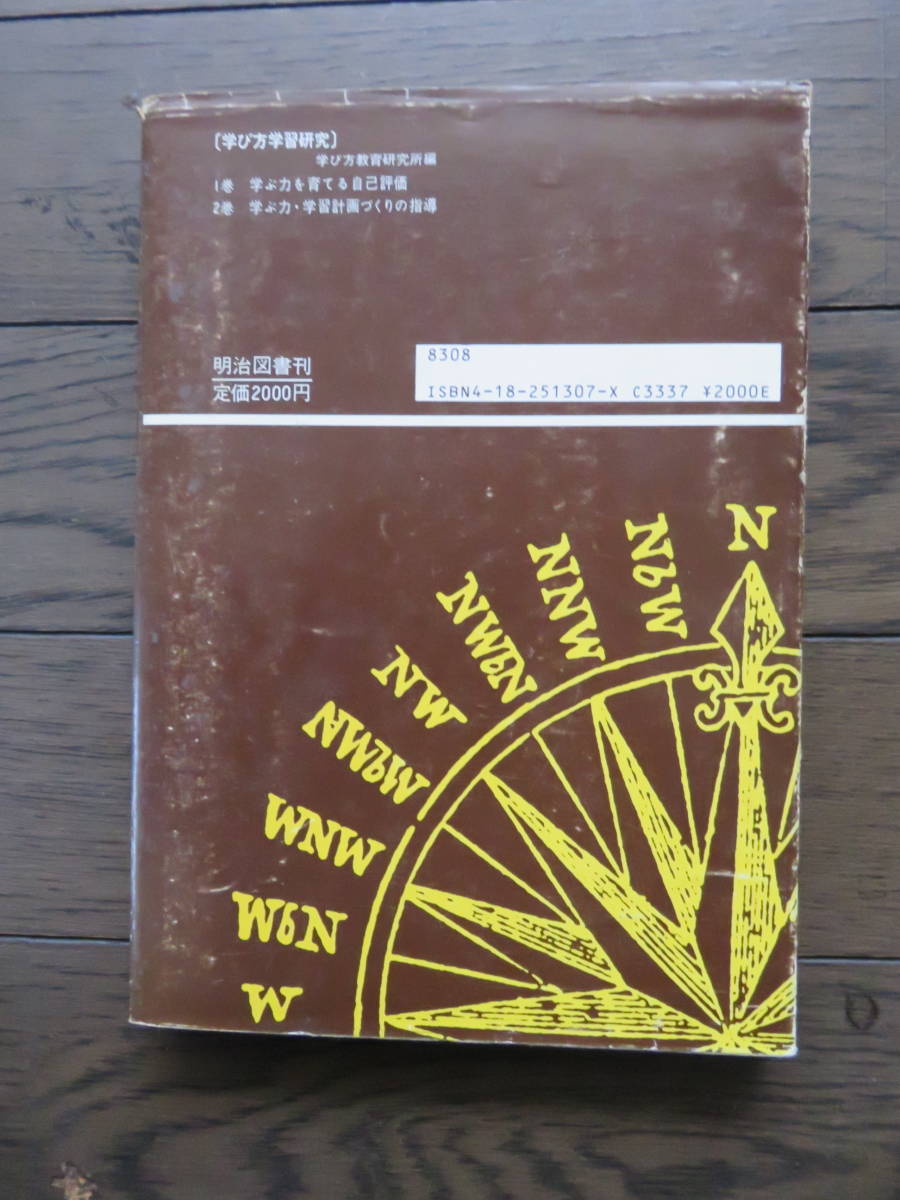 〔学び方学習研究〕
学び方教育研究所編
1巻 学ぶ力を育てる自己評価
2巻 学ぶ力・学習計画づくりの指導
明治図書刊
定価2000円
8308
ISBN4-18-251307-X C3337 ¥2000E
N
NbW
NNW
NWbN
NW
NWbW
WNW
WbN
W